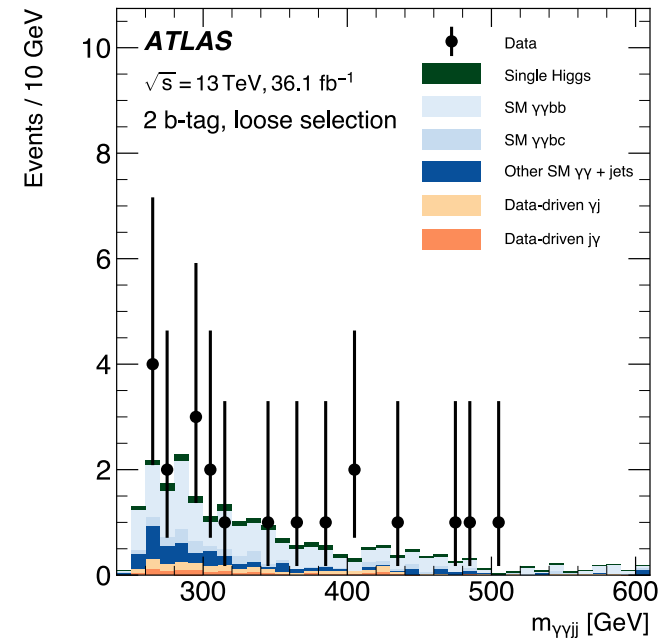 ATLAS
√s = 13 TeV, 36.1 fb⁻¹
2 b-tag, loose selection
Data
Single Higgs
SM γγbb
SM γγbc
Other SM γγ + jets
Data-driven γj
Data-driven jγ
Events / 10 GeV
10
8
6
4
2
0
300
400
500
600
m_γγjj [GeV]